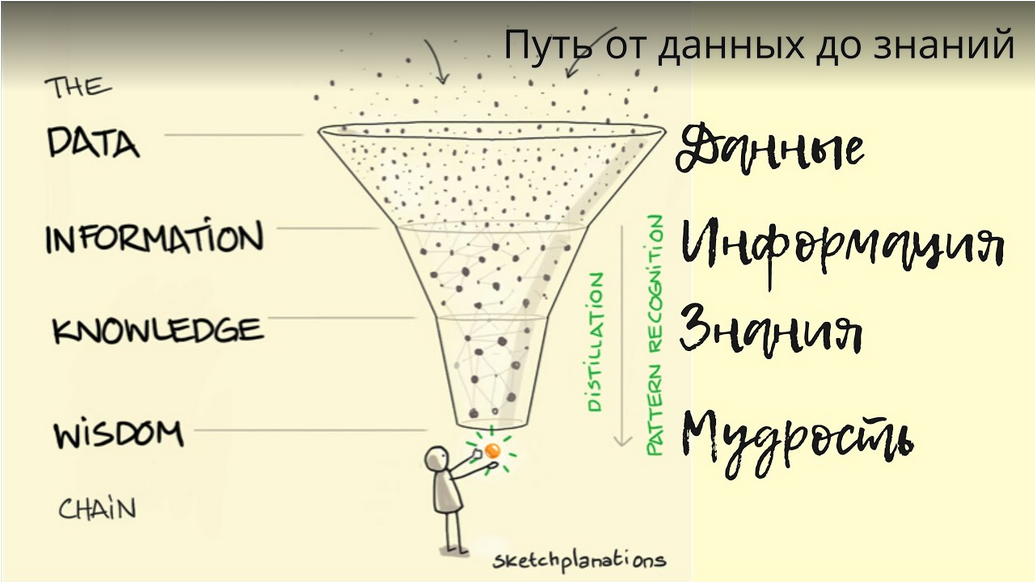 Путь от данных до знаний
THE
DATA
INFORMATION
KNOWLEDGE
WISDOM
CHAIN
DISTILLATION
PATTERN RECOGNITION
Данные
Информация
Знания
Мудрость
sketchplanations